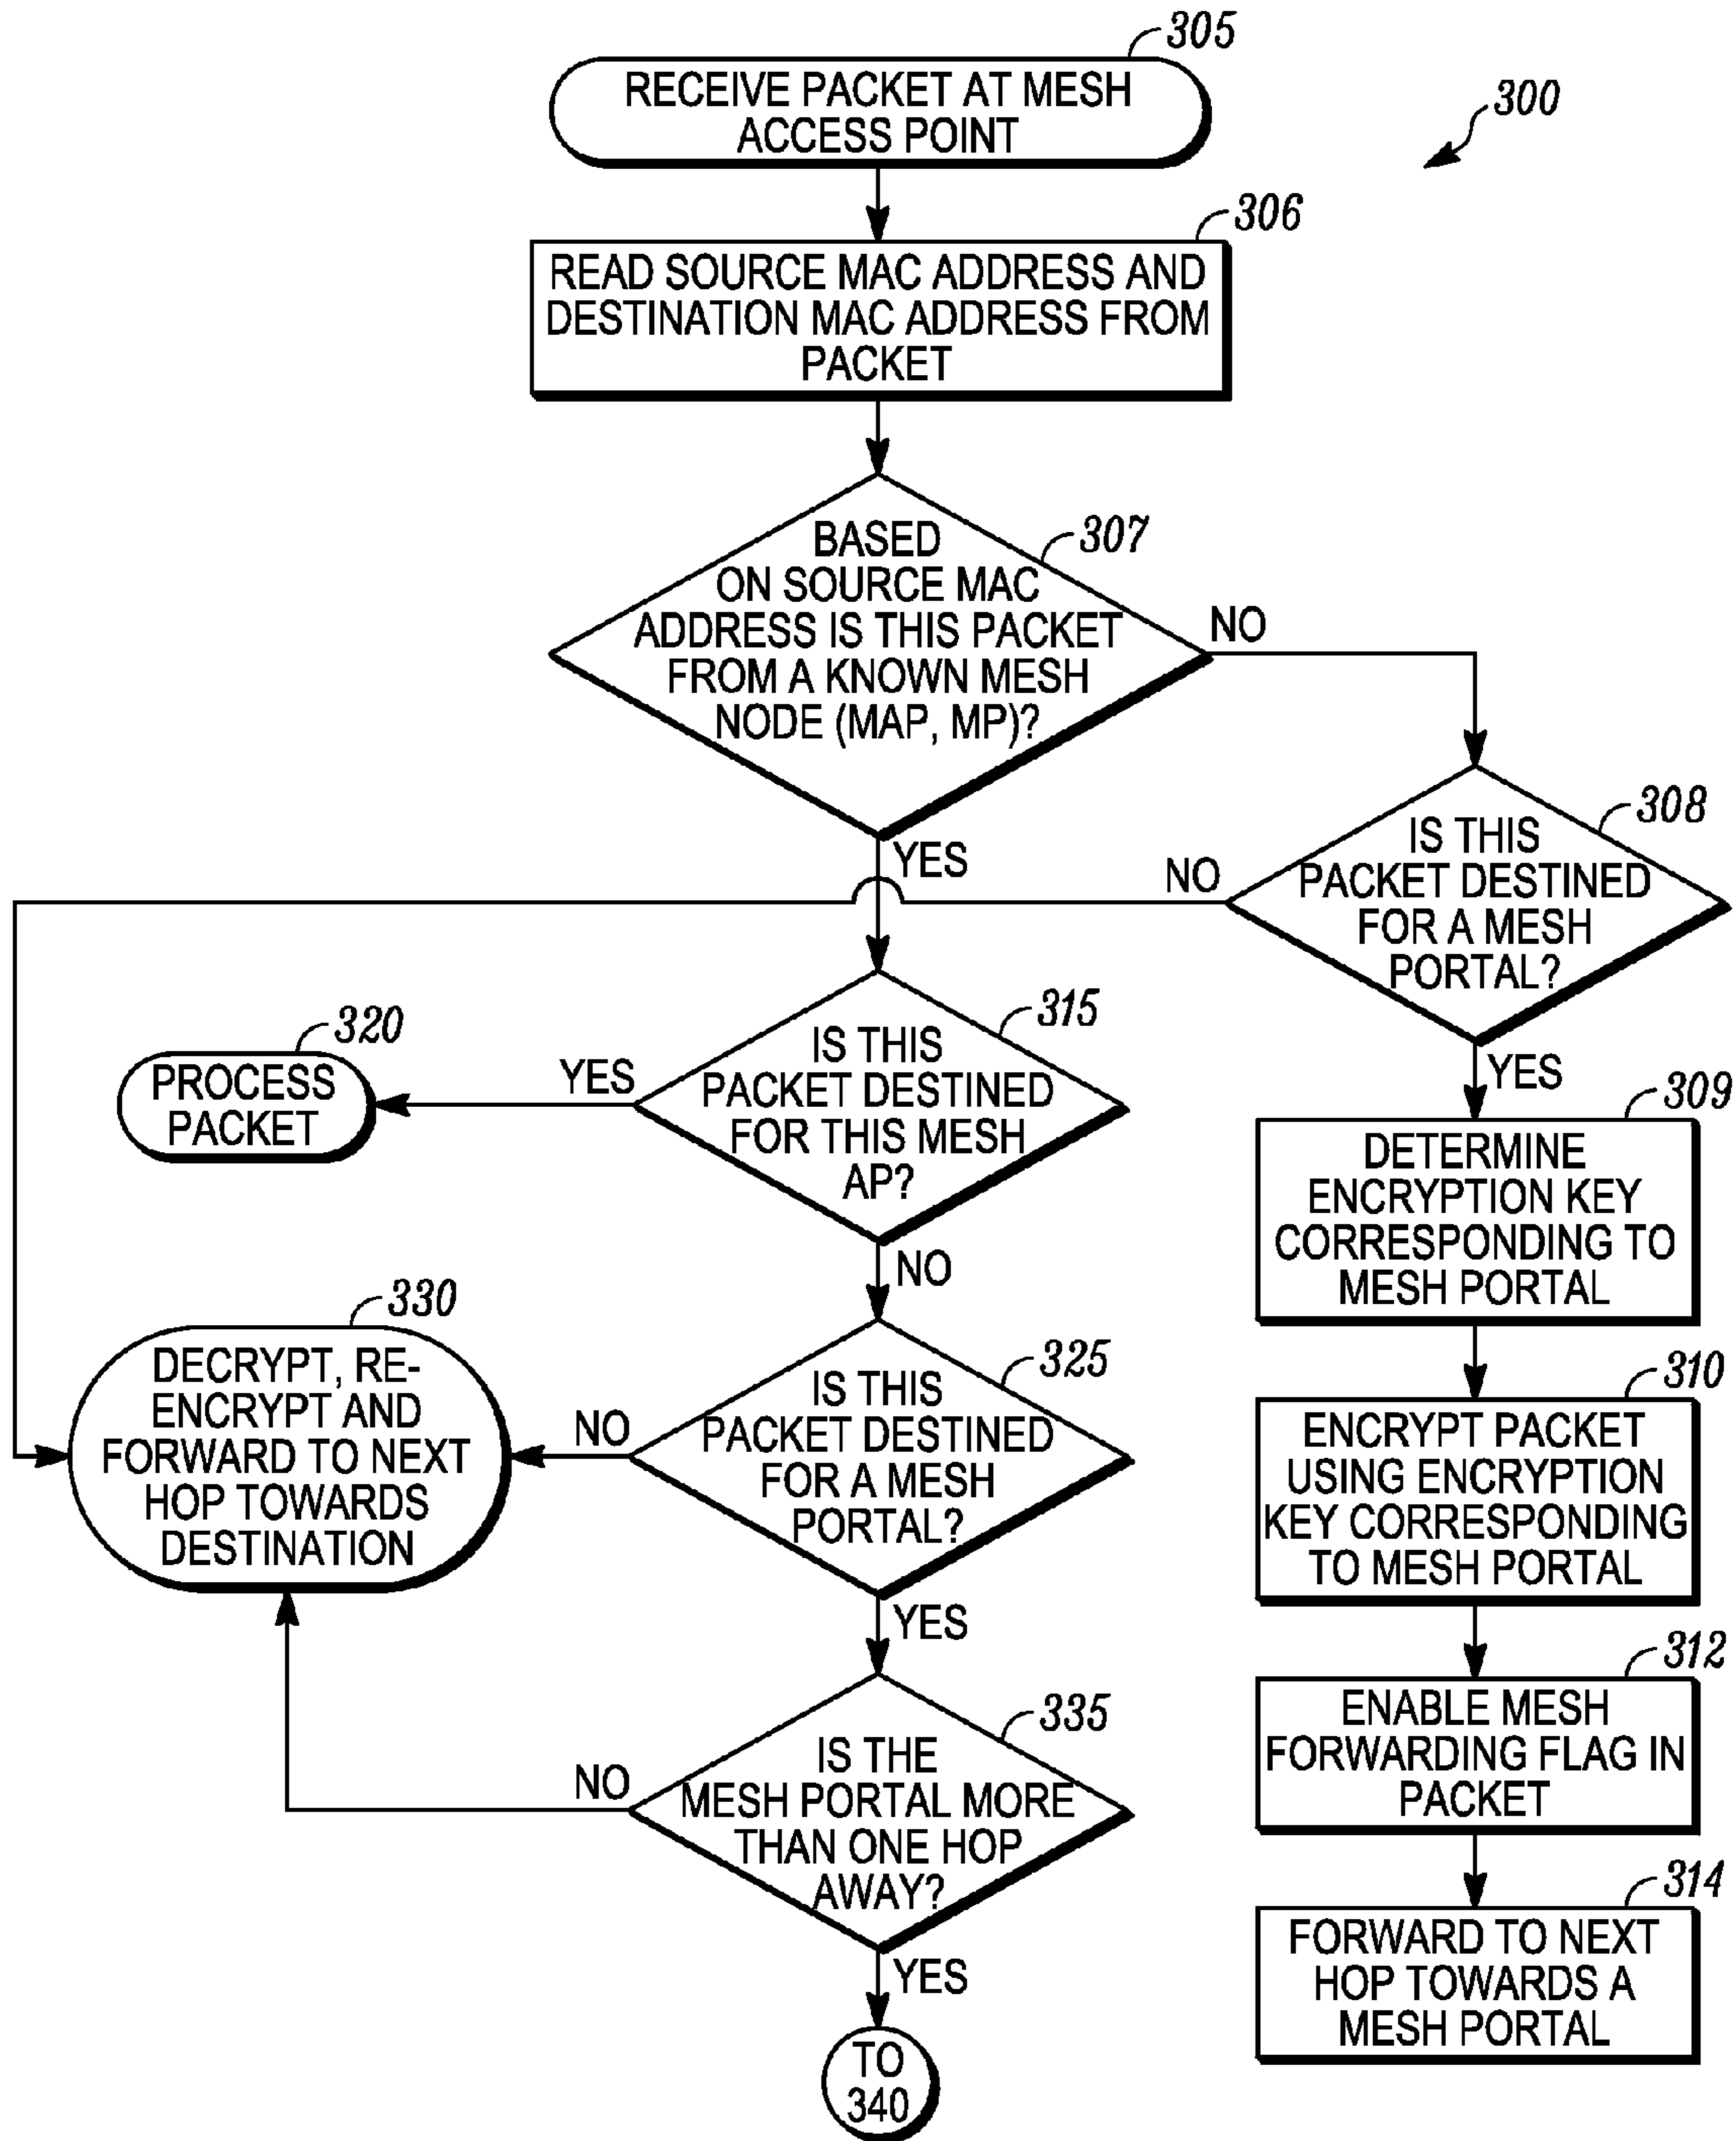 305
RECEIVE PACKET AT MESH
ACCESS POINT
300
306
READ SOURCE MAC ADDRESS AND
DESTINATION MAC ADDRESS FROM
PACKET
307
BASED
ON SOURCE MAC
ADDRESS IS THIS PACKET
FROM A KNOWN MESH
NODE (MAP, MP)?
NO
YES
308
IS THIS
PACKET DESTINED
FOR A MESH
PORTAL?
NO
YES
315
IS THIS
PACKET DESTINED
FOR THIS MESH
AP?
YES
320
PROCESS
PACKET
NO
309
DETERMINE
ENCRYPTION KEY
CORRESPONDING TO
MESH PORTAL
325
IS THIS
PACKET DESTINED
FOR A MESH
PORTAL?
NO
330
DECRYPT, RE-
ENCRYPT AND
FORWARD TO NEXT
HOP TOWARDS
DESTINATION
YES
310
ENCRYPT PACKET
USING ENCRYPTION
KEY CORRESPONDING
TO MESH PORTAL
335
IS THE
MESH PORTAL MORE
THAN ONE HOP
AWAY?
NO
YES
312
ENABLE MESH
FORWARDING FLAG IN
PACKET
314
FORWARD TO NEXT
HOP TOWARDS A
MESH PORTAL
TO
340